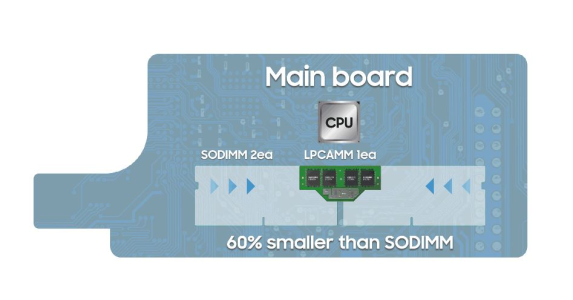 Main board
CPU
SODIMM 2ea
LPCAMM 1ea
60% smaller than SODIMM